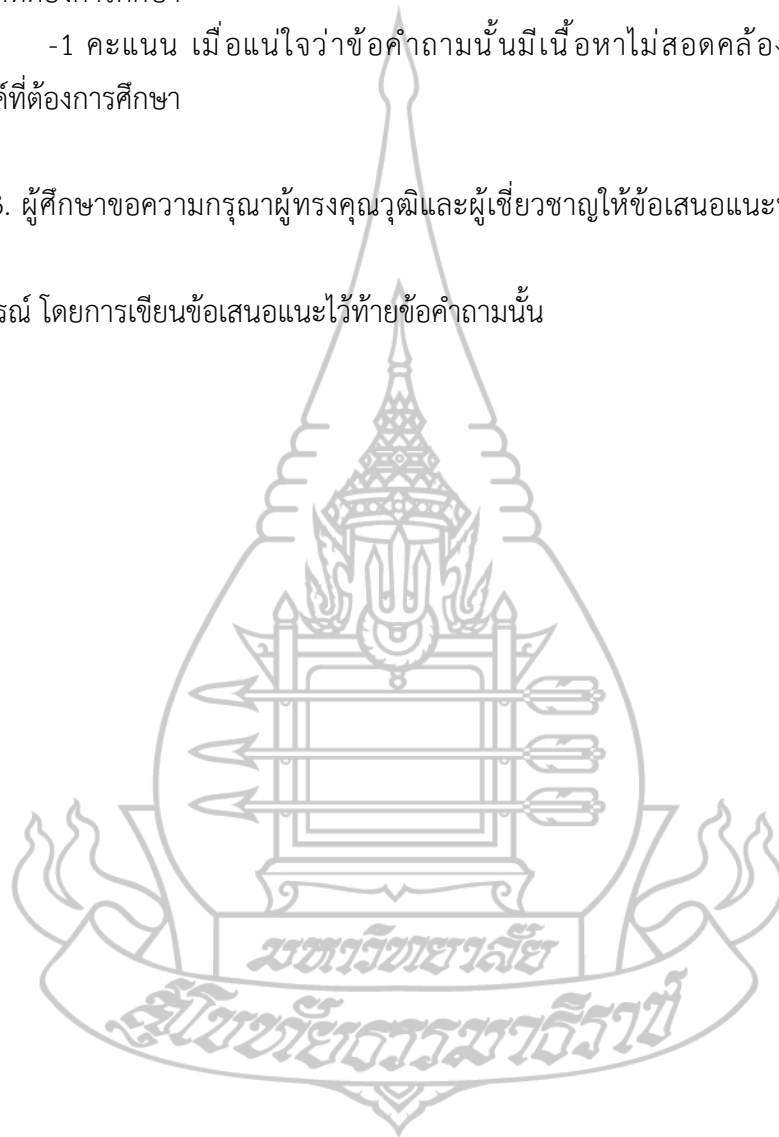 -1 คะแนน เมื่อแน่ใจว่าข้อคำถามนั้นมีเนื้อหาไม่สอดคล้อง
ที่ต้องการศึกษา
. ผู้ศึกษาขอความกรุณาผู้ทรงคุณวุฒิและผู้เชี่ยวชาญให้ข้อเสนอแนะ
รณ์ โดยการเขียนข้อเสนอแนะไว้ท้ายข้อคำถามนั้น
มหาวิทยาลัย
สุโขทัยธรรมาธิราช